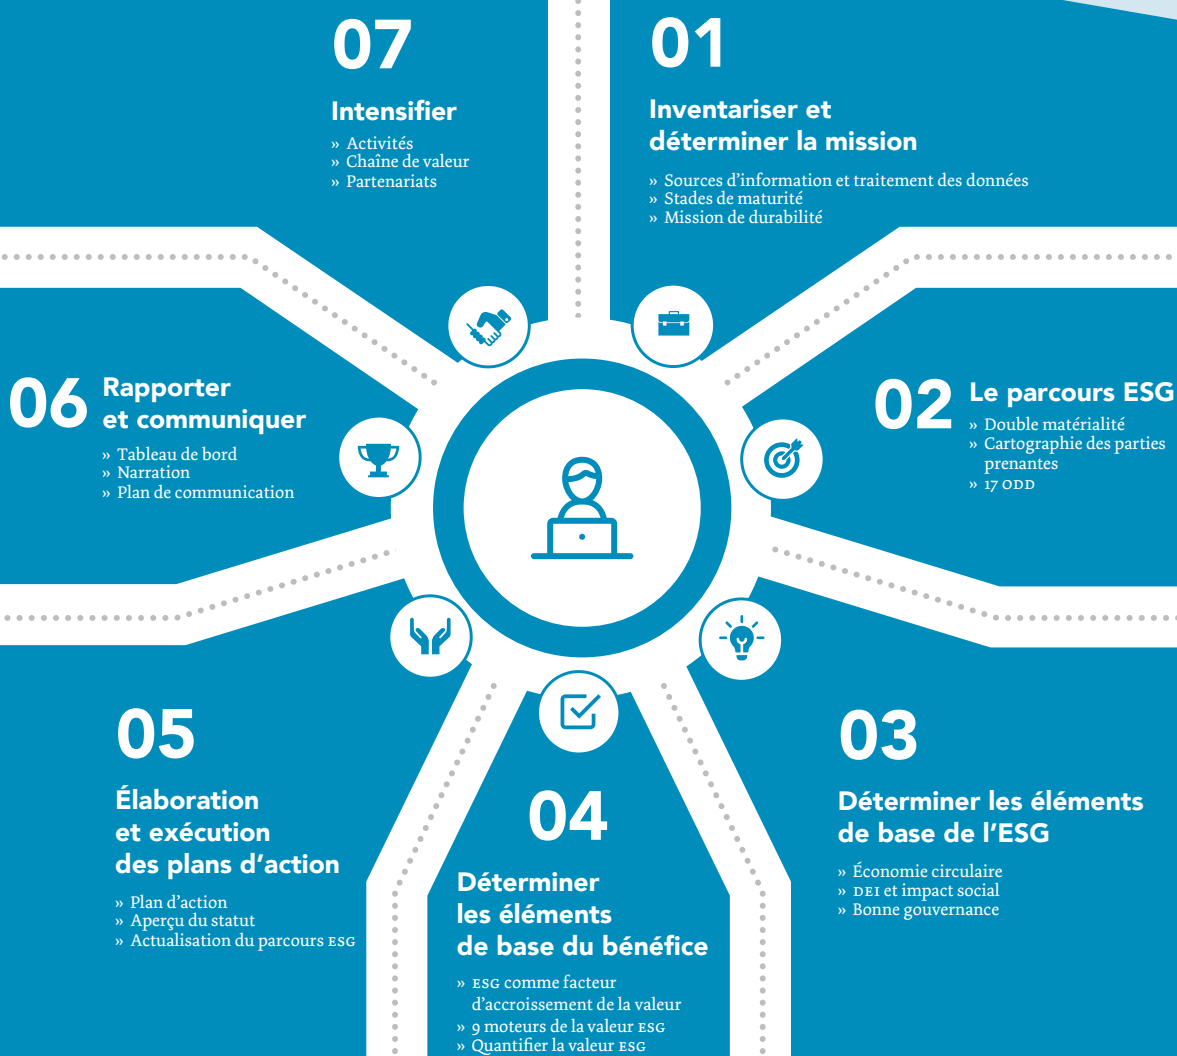 01
Inventariser et
déterminer la mission
» Sources d’information et traitement des données
» Stades de maturité
» Mission de durabilité
02
Le parcours ESG
» Double matérialité
» Cartographie des parties
prenantes
» 17 ODD
03
Déterminer les éléments
de base de l’ESG
» Économie circulaire
» DEI et impact social
» Bonne gouvernance
04
Déterminer
les éléments
de base du bénéfice
» ESG comme facteur
d’accroissement de la valeur
» 9 moteurs de la valeur ESG
» Quantifier la valeur ESG
05
Élaboration
et exécution
des plans d’action
» Plan d’action
» Aperçu du statut
» Actualisation du parcours ESG
06
Rapporter
et communiquer
» Tableau de bord
» Narration
» Plan de communication
07
Intensifier
» Activités
» Chaîne de valeur
» Partenariats